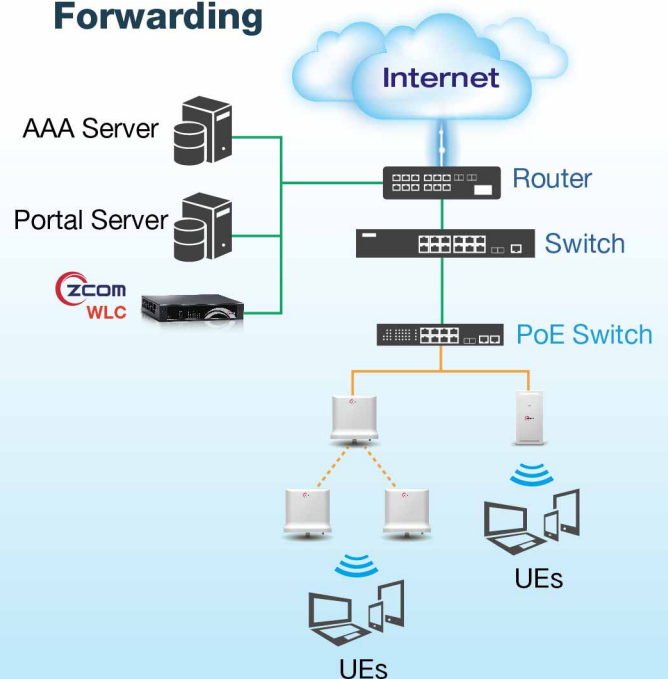 Forwarding
Internet
AAA Server
Router
Portal Server
Switch
zcom
WLC
PoE Switch
UEs
UEs